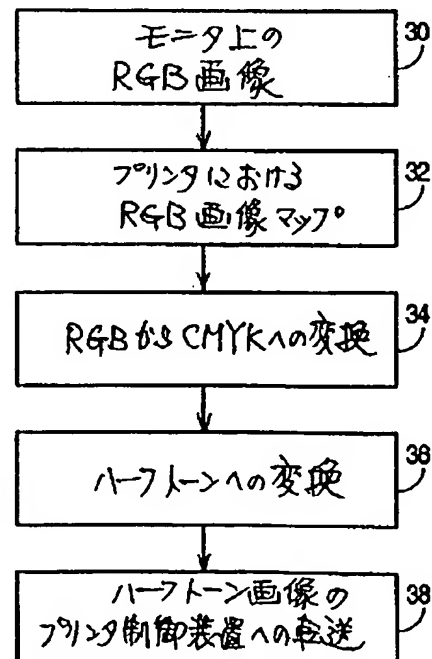 モニタ上の
RGB画像
30
プリンタにおける
RGB画像マップ
32
RGBからCMYKへの変換
34
ハーフトーンへの変換
36
ハーフトーン画像の
プリンタ制御装置への転送
38